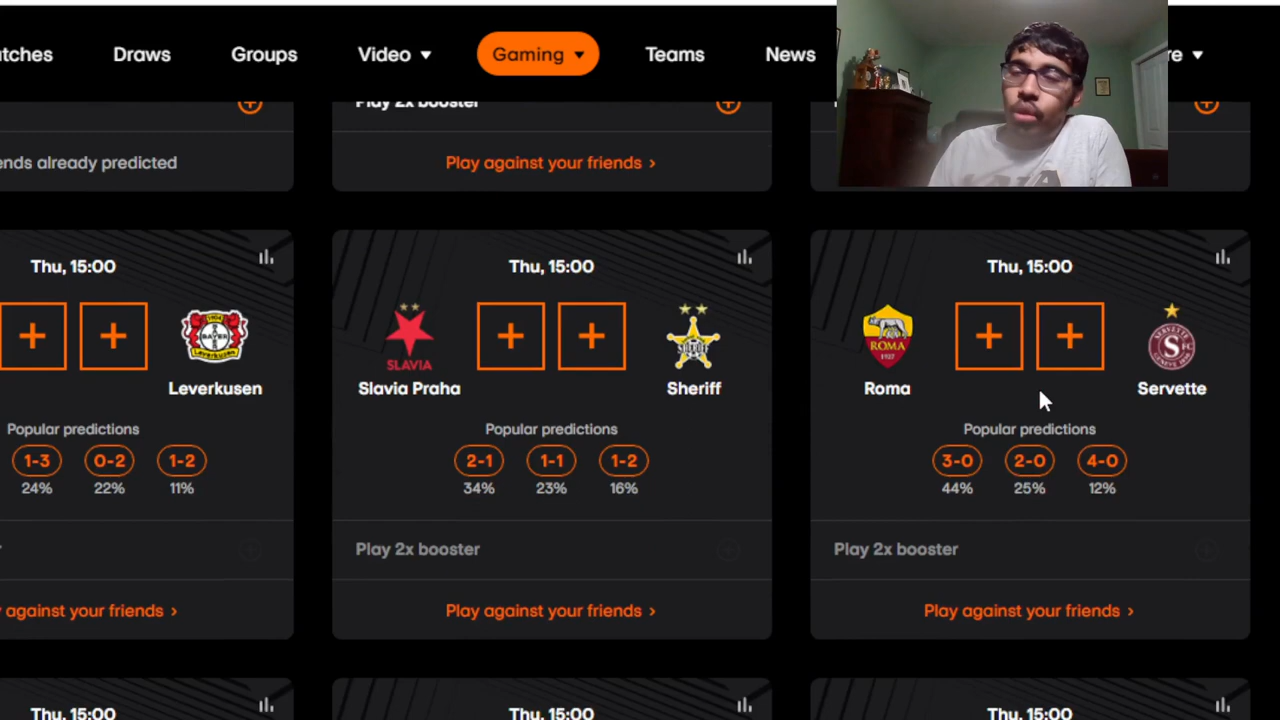 atches Draws Groups Video Gaming Teams News re
Play 2x booster
ends already predicted
Play against your friends >
Thu, 15:00
Leverkusen
Popular predictions
1-3 0-2 1-2
24% 22% 11%
against your friends >
Thu, 15:00
SLAVIA
Slavia Praha
Sheriff
Popular predictions
2-1 1-1 1-2
34% 23% 16%
Play 2x booster
Play against your friends >
Thu, 15:00
ROMA
1927
Roma
Servette
Popular predictions
3-0 2-0 4-0
44% 25% 12%
Play 2x booster
Play against your friends >
Thu, 15:00
Thu, 15:00
Thu, 15:00